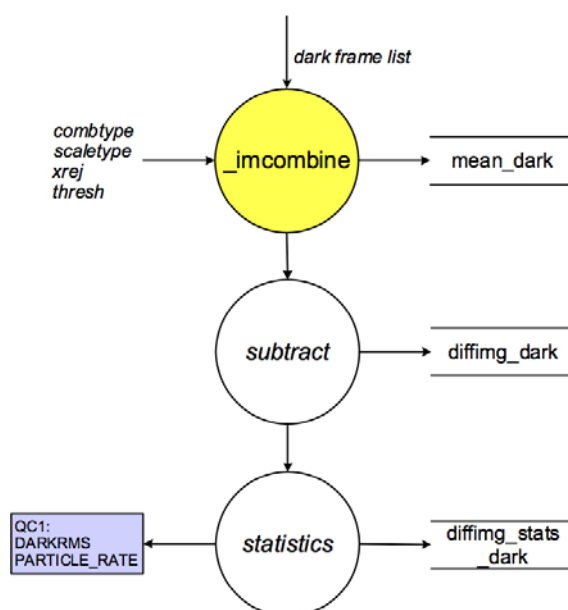 dark frame list
combtype
scaletype
xrej
thresh
_imcombine
mean_dark
subtract
diffimg_dark
QC1:
DARKRMS
PARTICLE_RATE
statistics
diffimg_stats
_dark